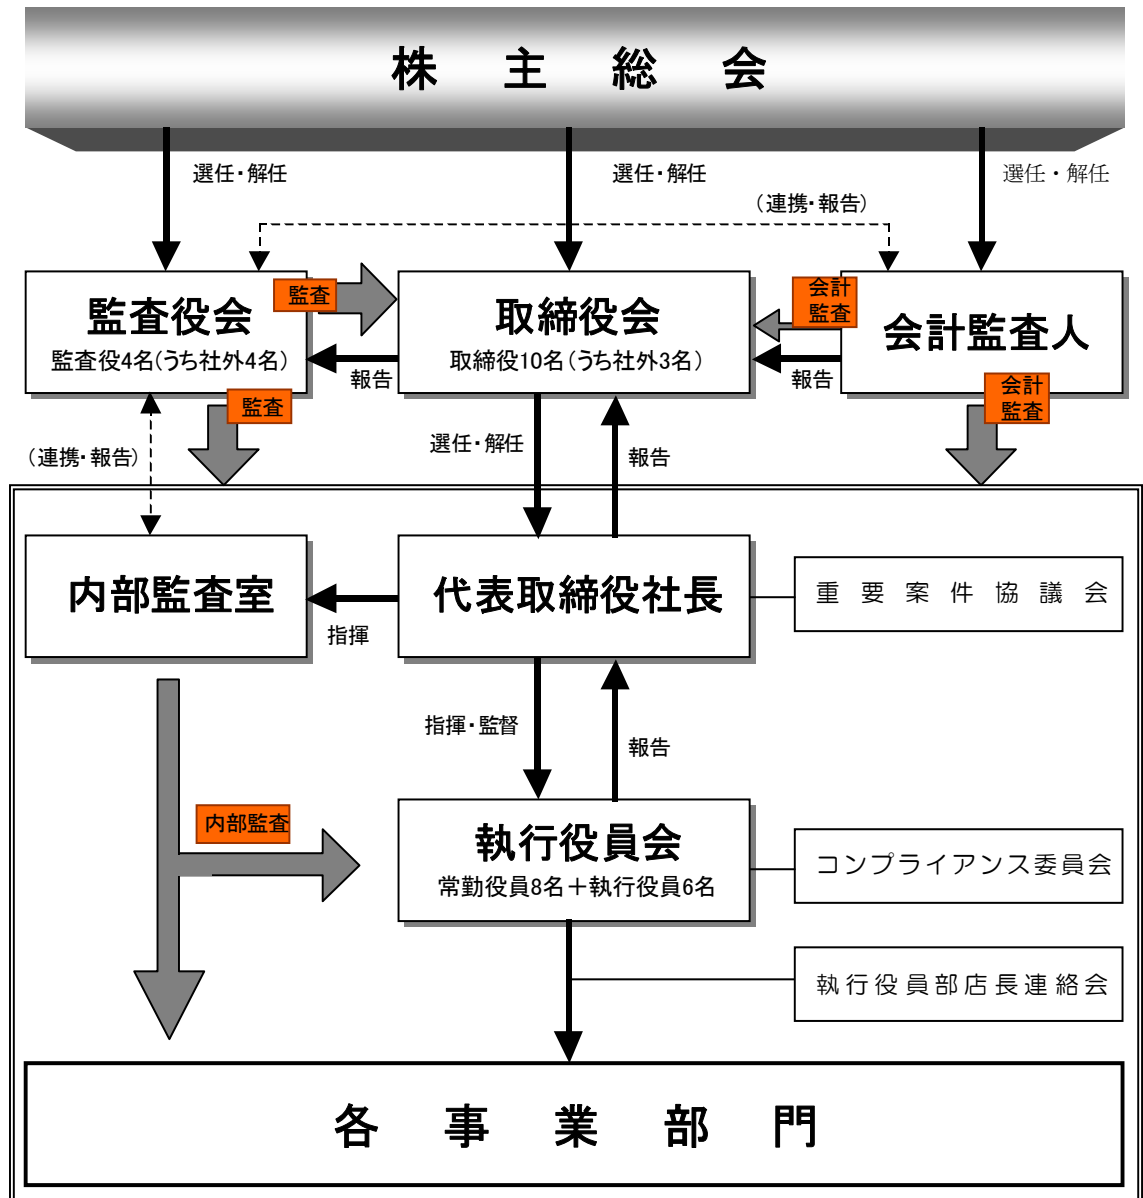 株主総会
選任・解任
選任・解任
選任・解任
（連携・報告）
監査役会
監査役4名（うち社外4名）
監査
取締役会
取締役10名（うち社外3名）
会計
監査
会計監査人
報告
報告
監査
会計
監査
（連携・報告）
選任・解任
報告
内部監査室
代表取締役社長
重要案件協議会
指揮
指揮・監督
報告
内部監査
執行役員会
常勤役員8名＋執行役員6名
コンプライアンス委員会
執行役員部店長連絡会
各事業部門